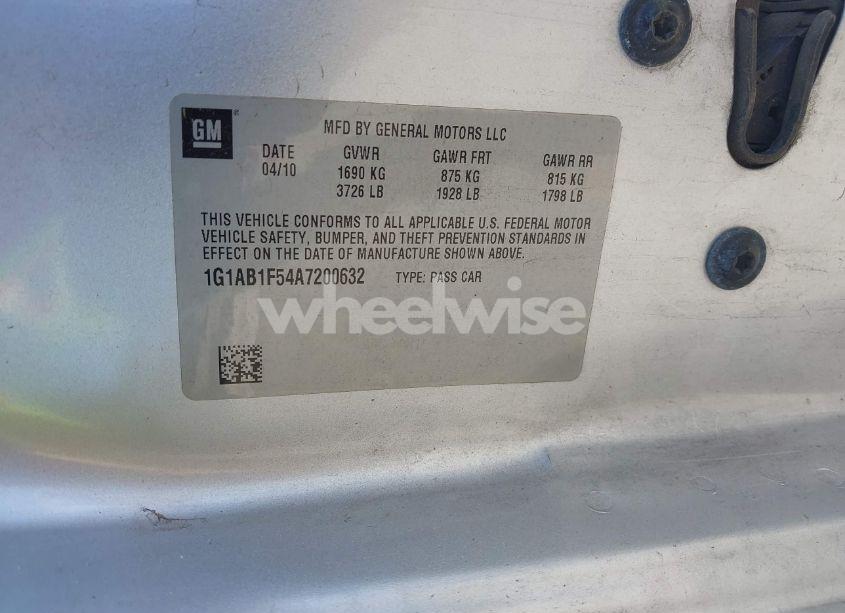 GM
MFD BY GENERAL MOTORS LLC
DATE GVWR GAWR FRT GAWR RR
04/10 1690 KG 875 KG 815 KG
3726 LB 1928 LB 1798 LB
THIS VEHICLE CONFORMS TO ALL APPLICABLE U.S. FEDERAL MOTOR
VEHICLE SAFETY, BUMPER, AND THEFT PREVENTION STANDARDS IN
EFFECT ON THE DATE OF MANUFACTURE SHOWN ABOVE.
1G1AB1F54A7200632 TYPE: PASS CAR
wheelwise